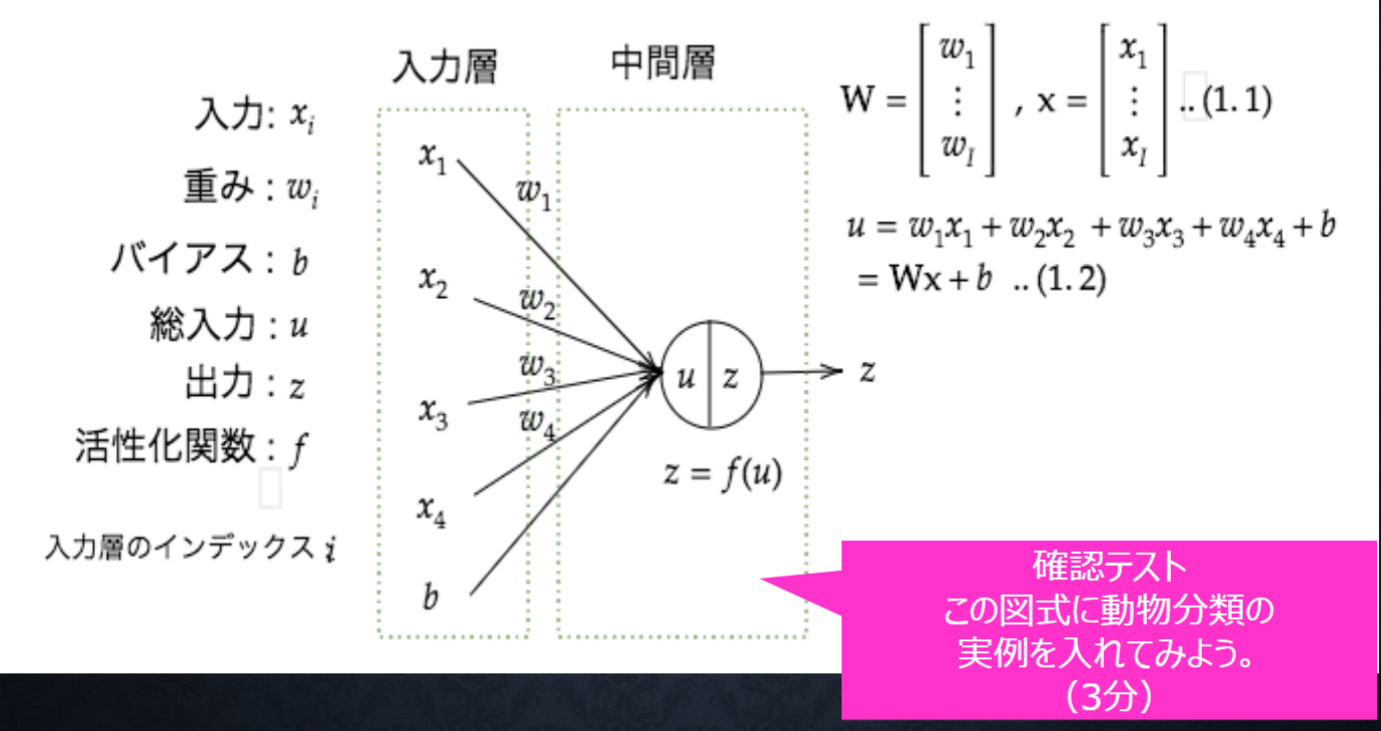 入力: xᵢ
重み : wᵢ
バイアス : b
総入力 : u
出力 : z
活性化関数 : f
入力層のインデックス i
入力層
中間層
x₁
x₂
x₃
x₄
b
w₁
w₂
w₃
w₄
u z
z
z = f(u)
W = [w₁ ⋮ w_I] , x = [x₁ ⋮ x_I] ..(1.1)
u = w₁x₁ + w₂x₂ + w₃x₃ + w₄x₄ + b
= Wx + b ..(1.2)
確認テスト
この図式に動物分類の
実例を入れてみよう。
（3分）